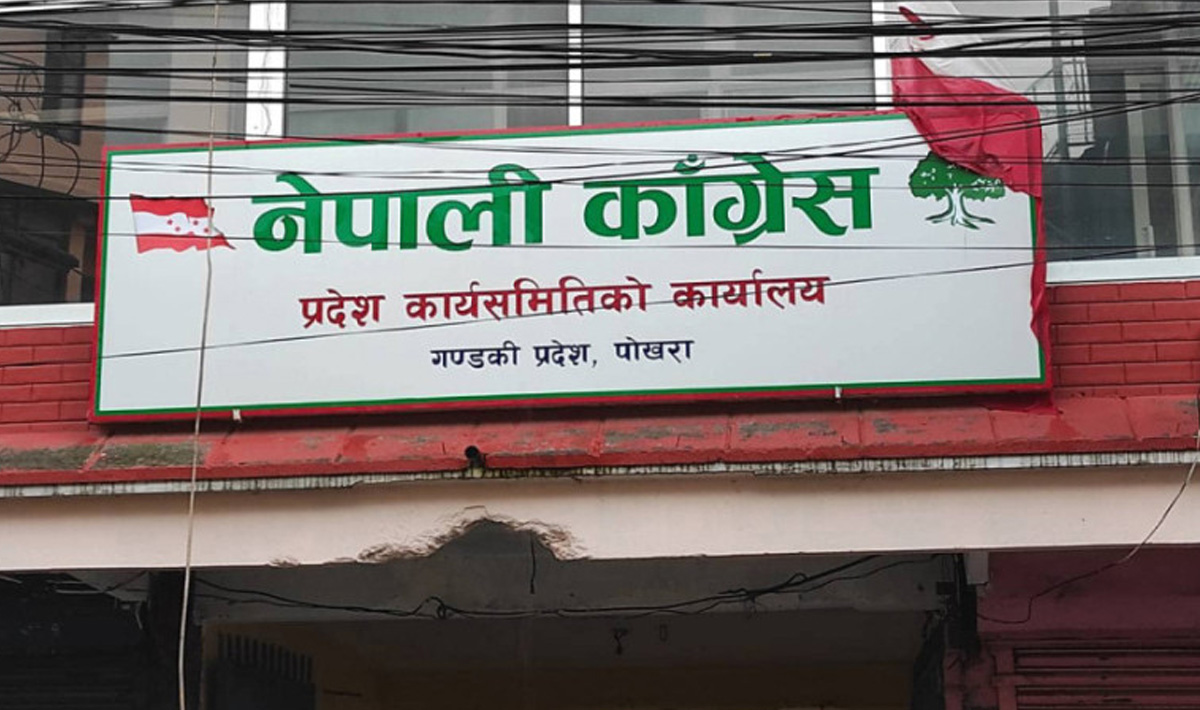 नेपाली काँग्रेस
प्रदेश कार्यसमितिको कार्यालय
गण्डकी प्रदेश, पोखरा